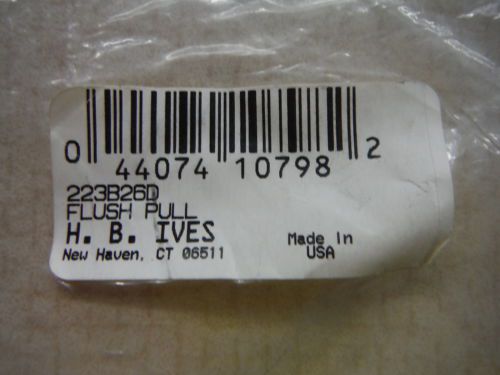 0 44074 10798 2
223B26D
FLUSH PULL
H. B. IVES
New Haven, CT 06511
Made In
USA